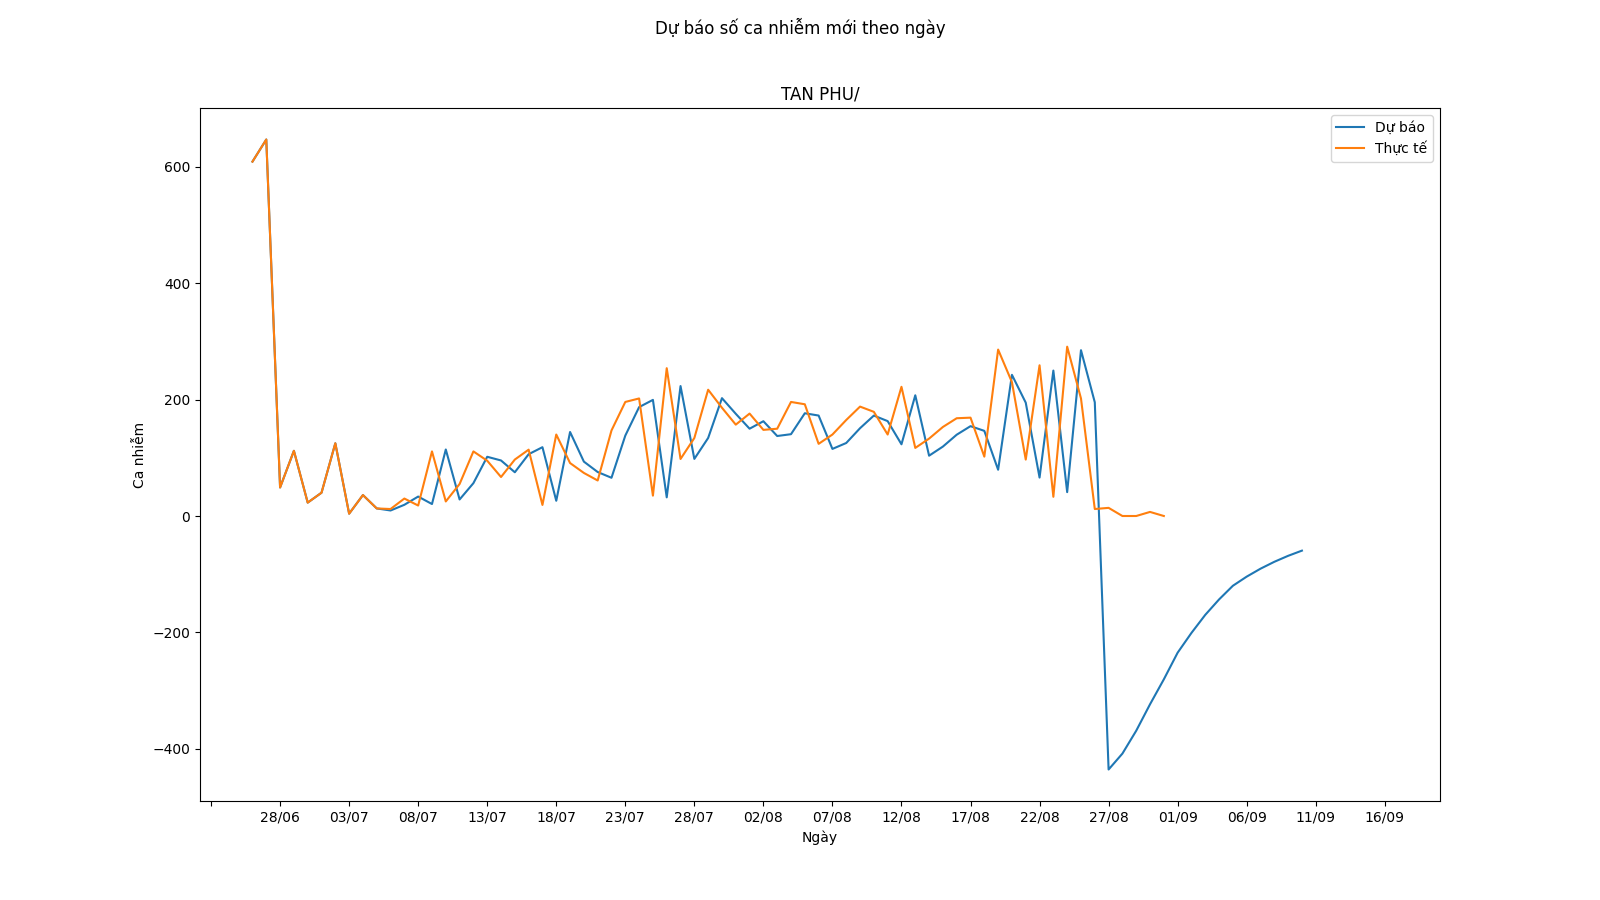 Dự báo số ca nhiễm mới theo ngày
TAN PHU/
Dự báo
Thực tế
600
400
200
0
−200
−400
Ca nhiễm
28/06 03/07 08/07 13/07 18/07 23/07 28/07 02/08 07/08 12/08 17/08 22/08 27/08 01/09 06/09 11/09 16/09
Ngày